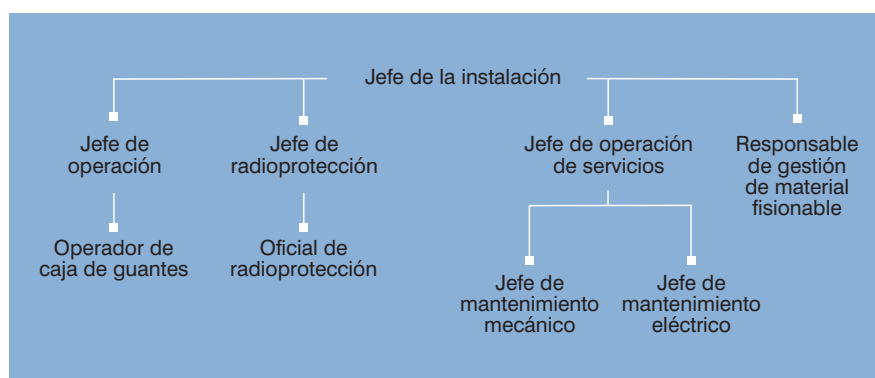 Jefe de la instalación
Jefe de
operación
Jefe de
radioprotección
Jefe de operación
de servicios
Responsable
de gestión
de material
fisionable
Operador de
caja de guantes
Oficial de
radioprotección
Jefe de
mantenimiento
mecánico
Jefe de
mantenimiento
eléctrico